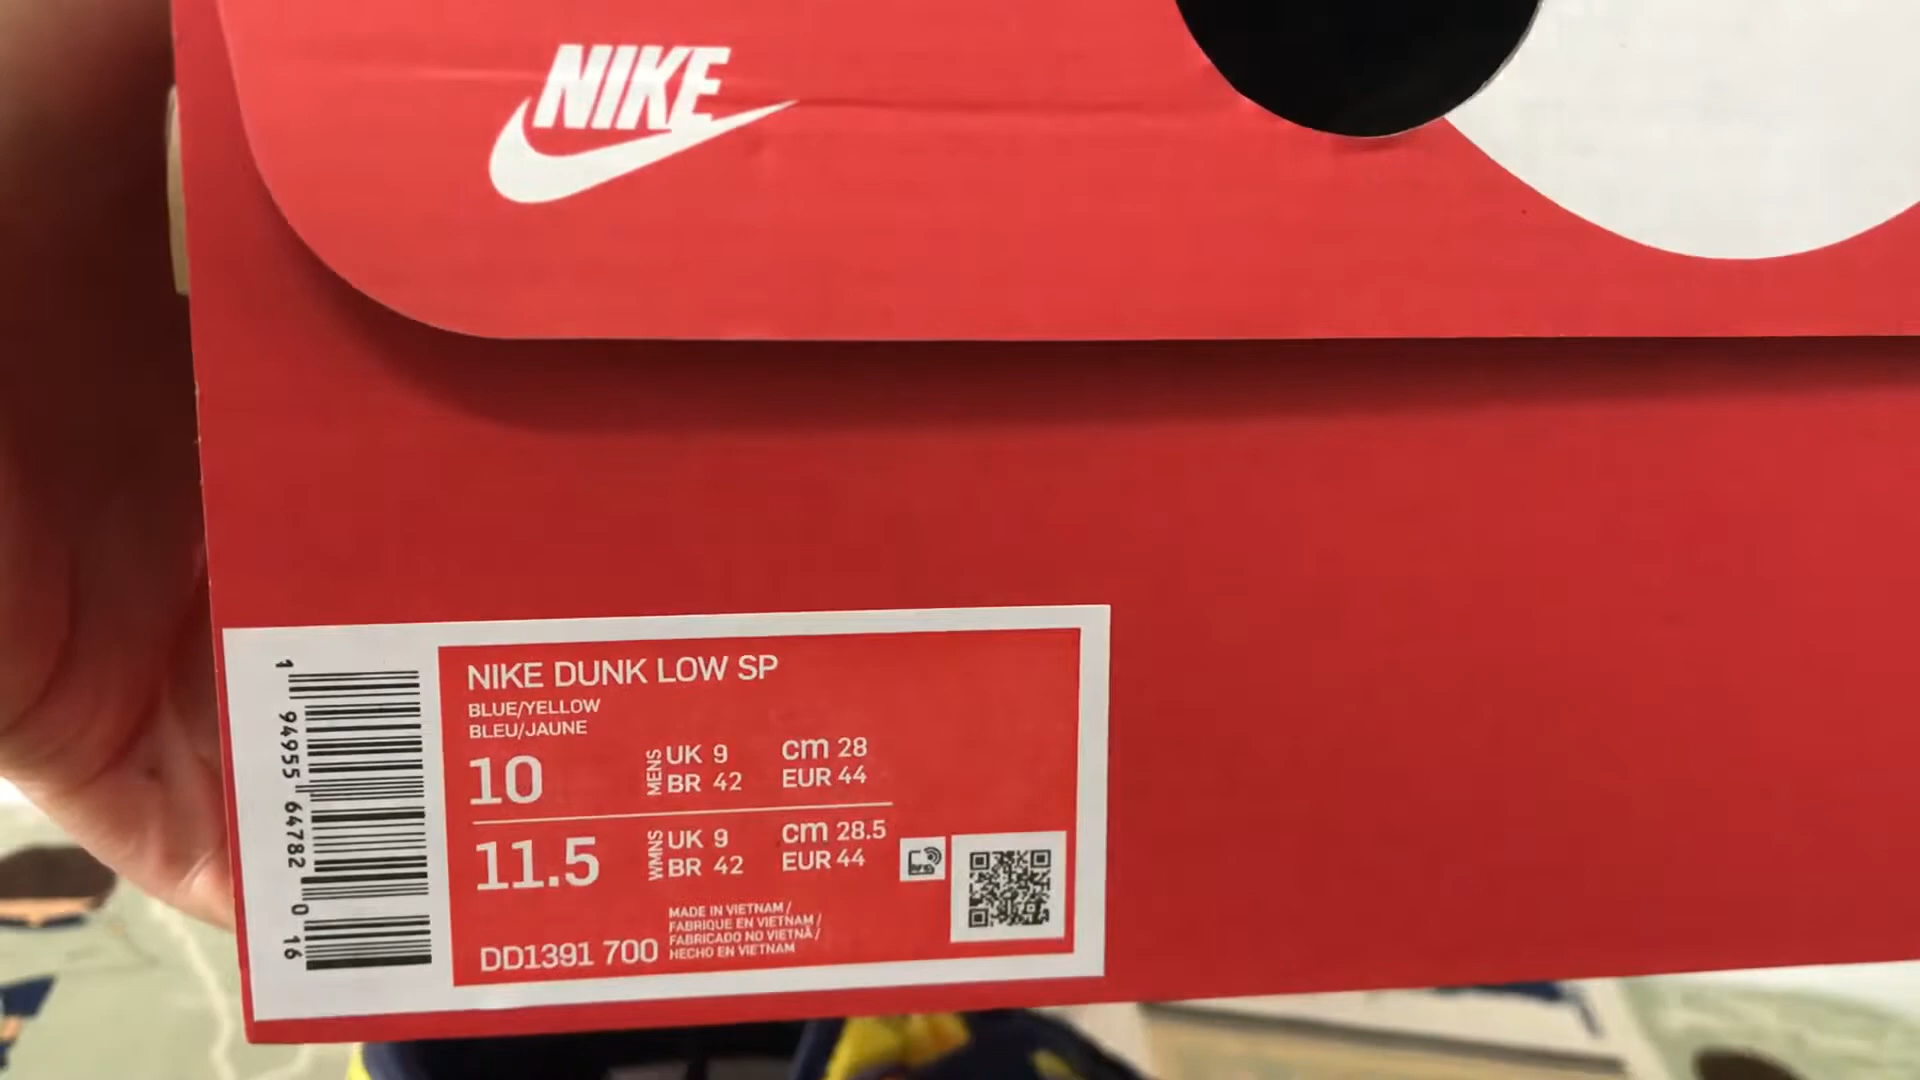 NIKE
NIKE DUNK LOW SP
BLUE/YELLOW
BLEU/JAUNE
10 MENS UK 9 cm 28
BR 42 EUR 44
11.5 WMNS UK 9 cm 28.5
BR 42 EUR 44
MADE IN VIETNAM /
FABRIQUE EN VIETNAM /
FABRICADO NO VIETNÃ /
HECHO EN VIETNAM
DD1391 700
1 94955 64782 0 16